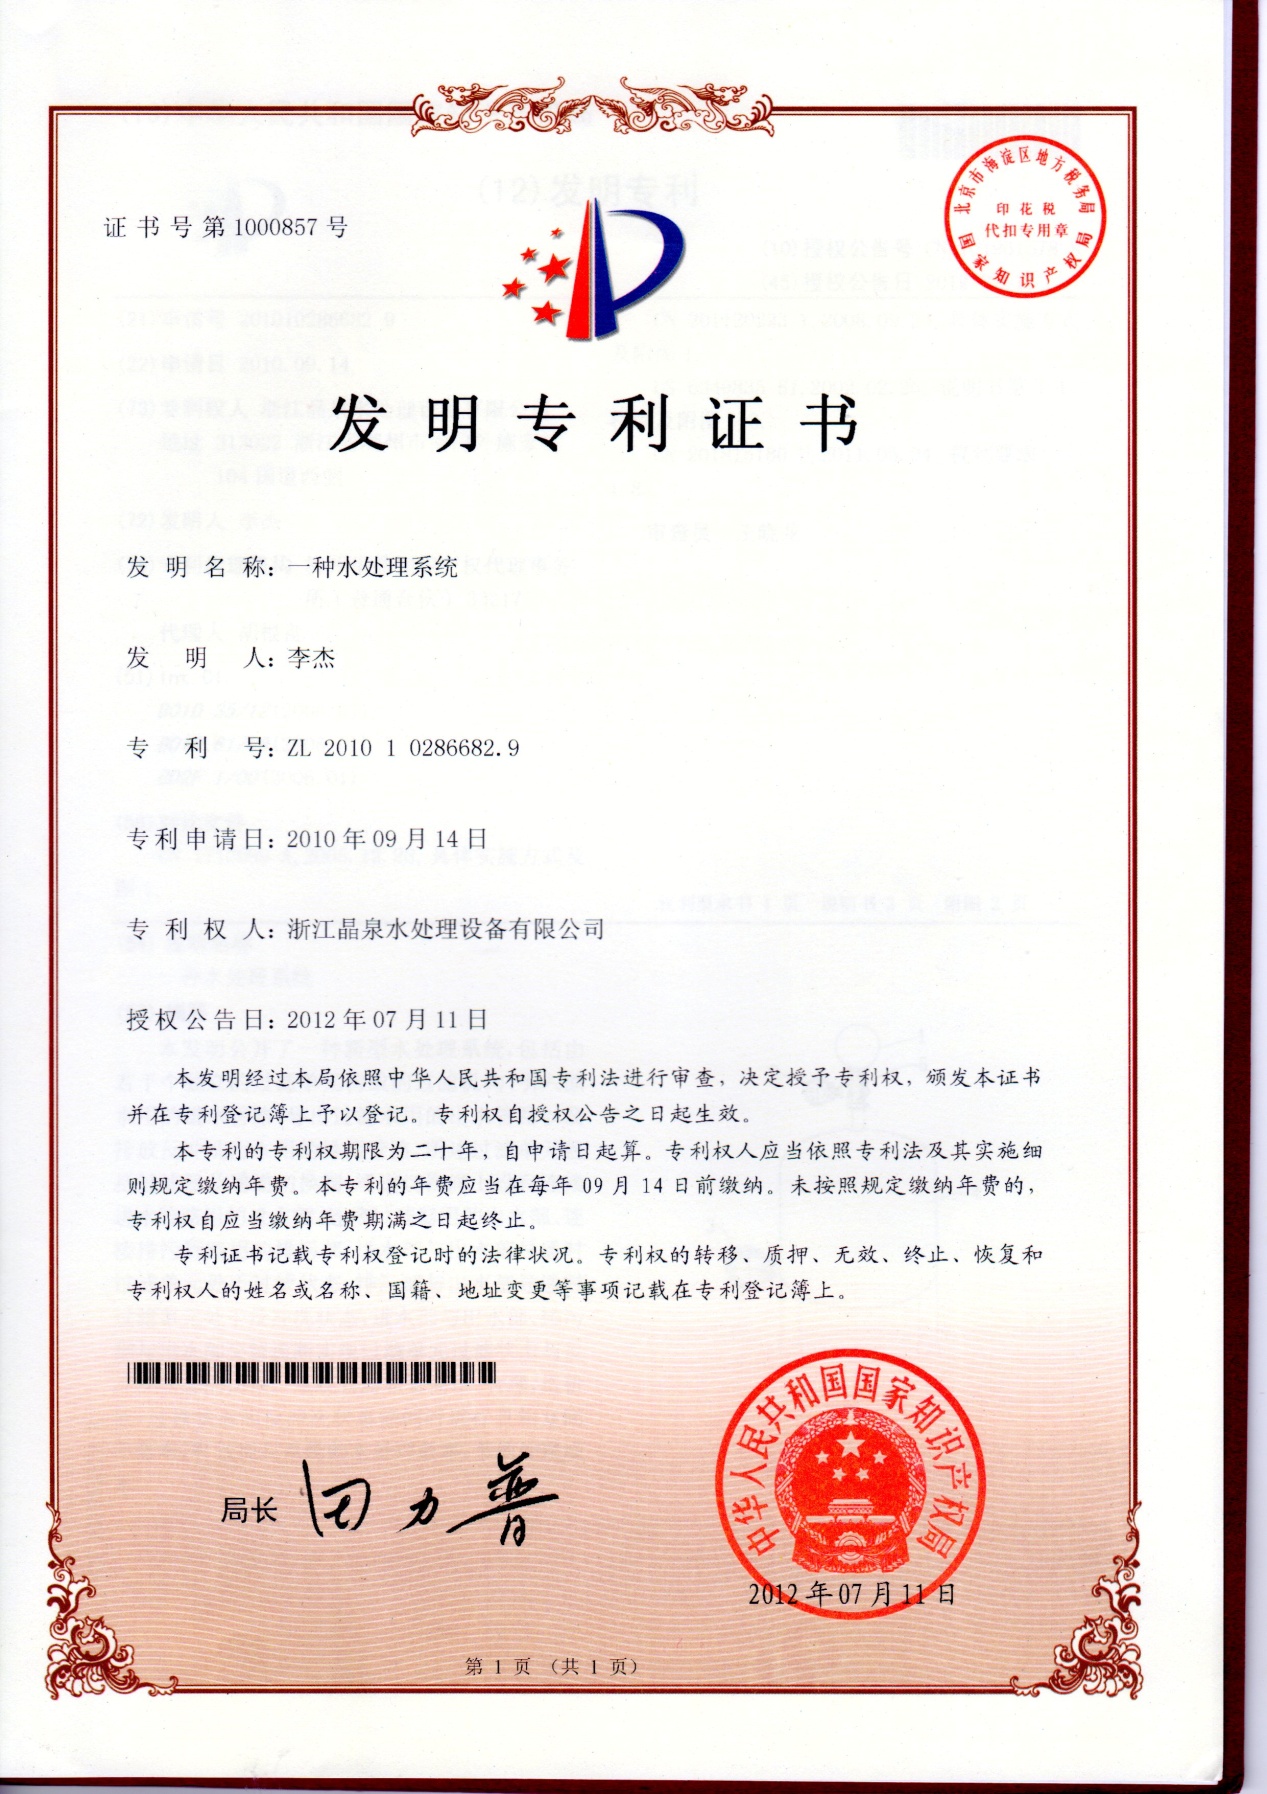 证书号第1000857号
北京市海淀区地方税务局
印花税
代扣专用章
国家知识产权局
发明专利证书
发明名称：一种水处理系统
发明人：李杰
专利号：ZL 2010 1 0286682.9
专利申请日：2010年09月14日
专利权人：浙江晶泉水处理设备有限公司
授权公告日：2012年07月11日
本发明经过本局依照中华人民共和国专利法进行审查，决定授予专利权，颁发本证书
并在专利登记簿上予以登记。专利权自授权公告之日起生效。
本专利的专利权期限为二十年，自申请日起算。专利权人应当依照专利法及其实施细
则规定缴纳年费。本专利的年费应当在每年09月14日前缴纳。未按照规定缴纳年费的，
专利权自应当缴纳年费期满之日起终止。
专利证书记载专利权登记时的法律状况。专利权的转移、质押、无效、终止、恢复和
专利权人的姓名或名称、国籍、地址变更等事项记载在专利登记簿上。
局长 田力普
中华人民共和国国家知识产权局
2012年07月11日
第1页（共1页）